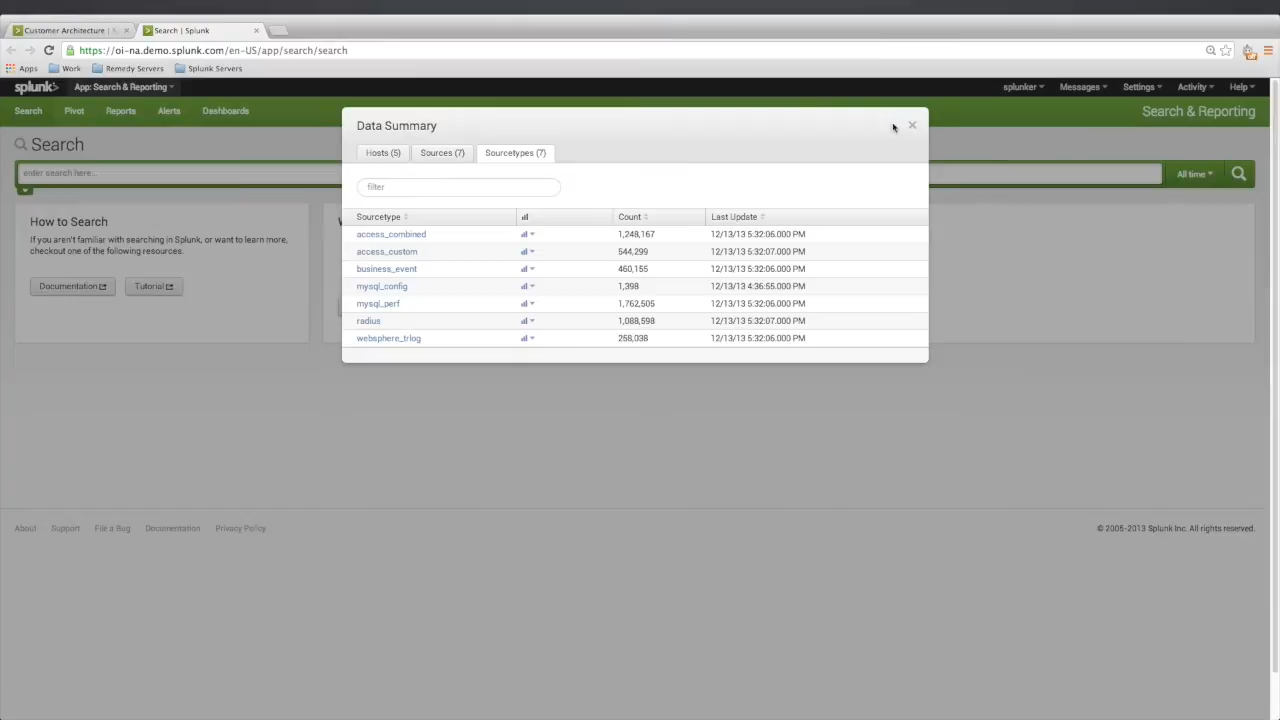 Customer Architecture | S
Search | Splunk
https://oi-na.demo.splunk.com/en-US/app/search/search
Apps Work Remedy Servers Splunk Servers
splunk> App: Search & Reporting splunker Messages Settings Activity Help
Search Pivot Reports Alerts Dashboards Search & Reporting
Search
enter search here...
All time
How to Search
If you aren't familiar with searching in Splunk, or want to learn more,
checkout one of the following resources.
Documentation Tutorial
Data Summary
Hosts (5) Sources (7) Sourcetypes (7)
filter
Sourcetype Count Last Update
access_combined 1,248,167 12/13/13 5:32:06.000 PM
access_custom 544,299 12/13/13 5:32:07.000 PM
business_event 460,155 12/13/13 5:32:06.000 PM
mysql_config 1,398 12/13/13 4:36:55.000 PM
mysql_perf 1,762,505 12/13/13 5:32:06.000 PM
radius 1,088,598 12/13/13 5:32:07.000 PM
websphere_trlog 258,038 12/13/13 5:32:06.000 PM
About Support File a Bug Documentation Privacy Policy
© 2005-2013 Splunk Inc. All rights reserved.